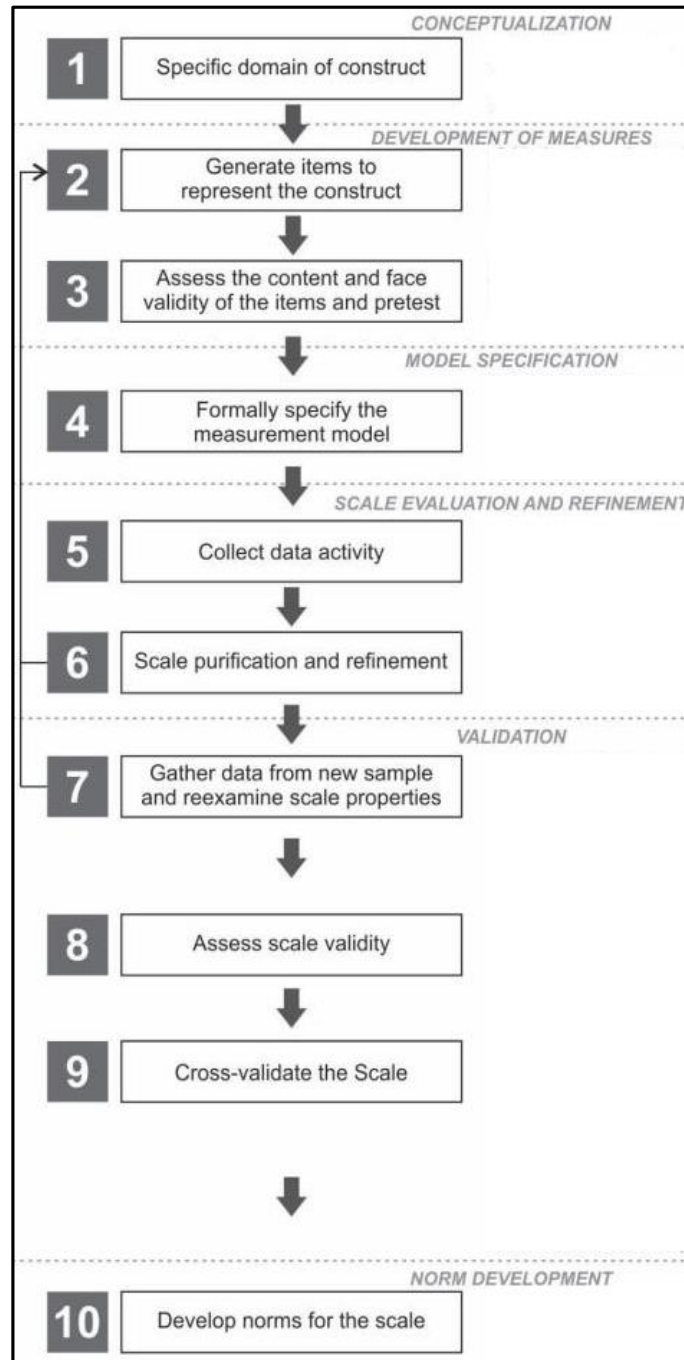 CONCEPTUALIZATION
1
Specific domain of construct
DEVELOPMENT OF MEASURES
2
Generate items to
represent the construct
3
Assess the content and face
validity of the items and pretest
MODEL SPECIFICATION
4
Formally specify the
measurement model
SCALE EVALUATION AND REFINEMENT
5
Collect data activity
6
Scale purification and refinement
VALIDATION
7
Gather data from new sample
and reexamine scale properties
8
Assess scale validity
9
Cross-validate the Scale
NORM DEVELOPMENT
10
Develop norms for the scale